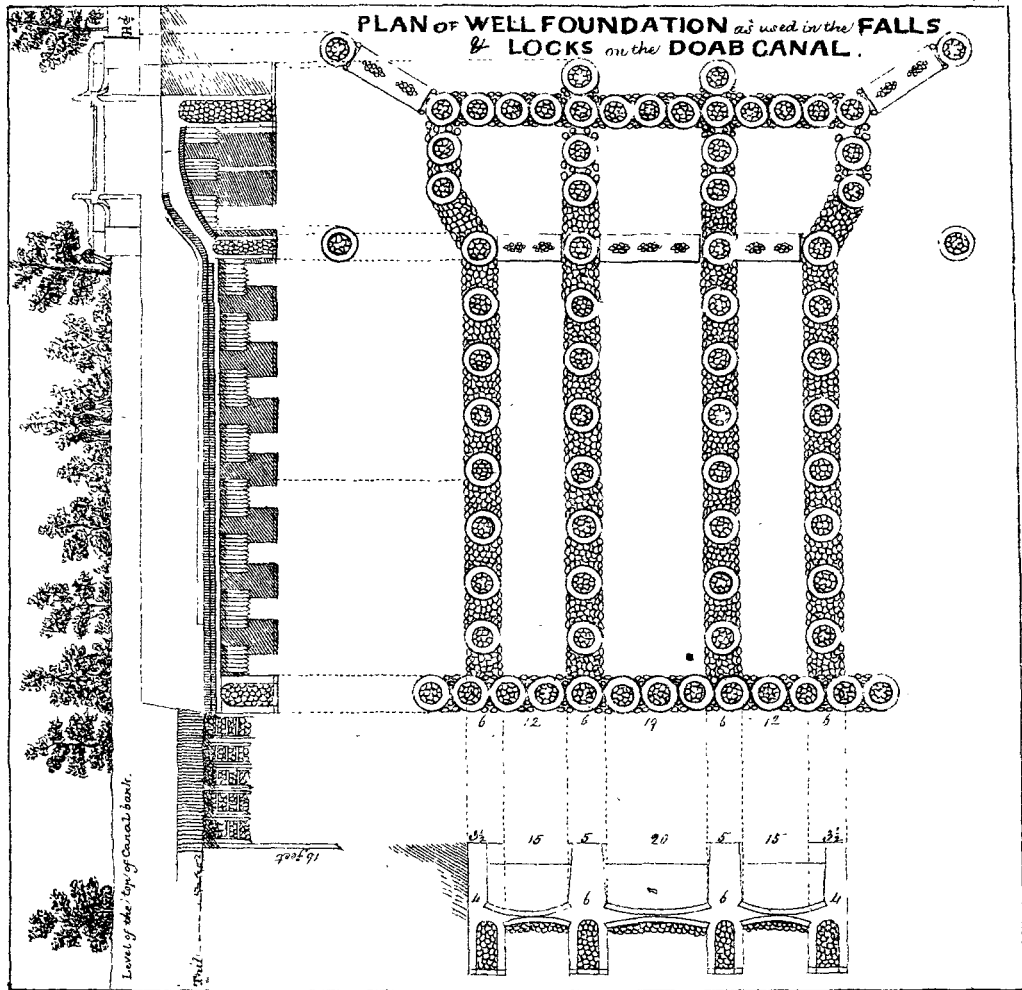 PLAN OF WELL FOUNDATION as used in the FALLS
& LOCKS on the DOAB CANAL.
6 12 6 19 6 12 6
3½ 15 5 20 5 15 3½
4 6 6 4
16 feet
Level of the top of Canal bank.